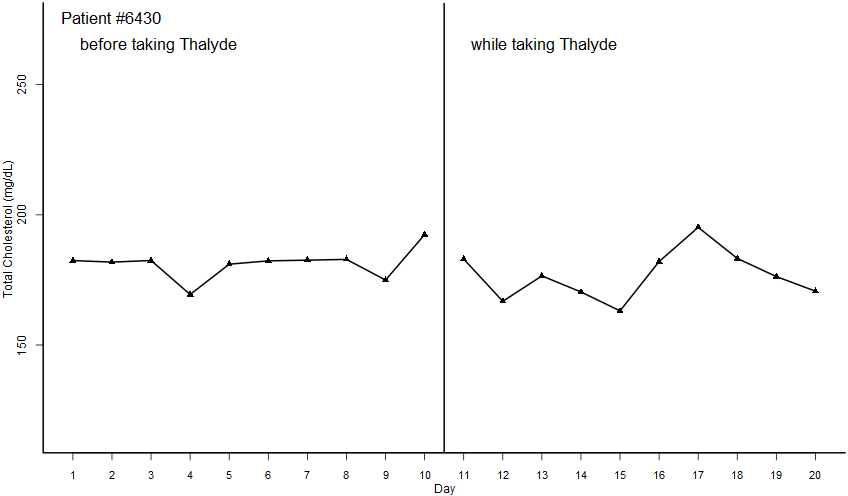 Patient #6430
before taking Thalyde
while taking Thalyde
Total Cholesterol (mg/dL)
250
200
150
1 2 3 4 5 6 7 8 9 10 11 12 13 14 15 16 17 18 19 20
Day